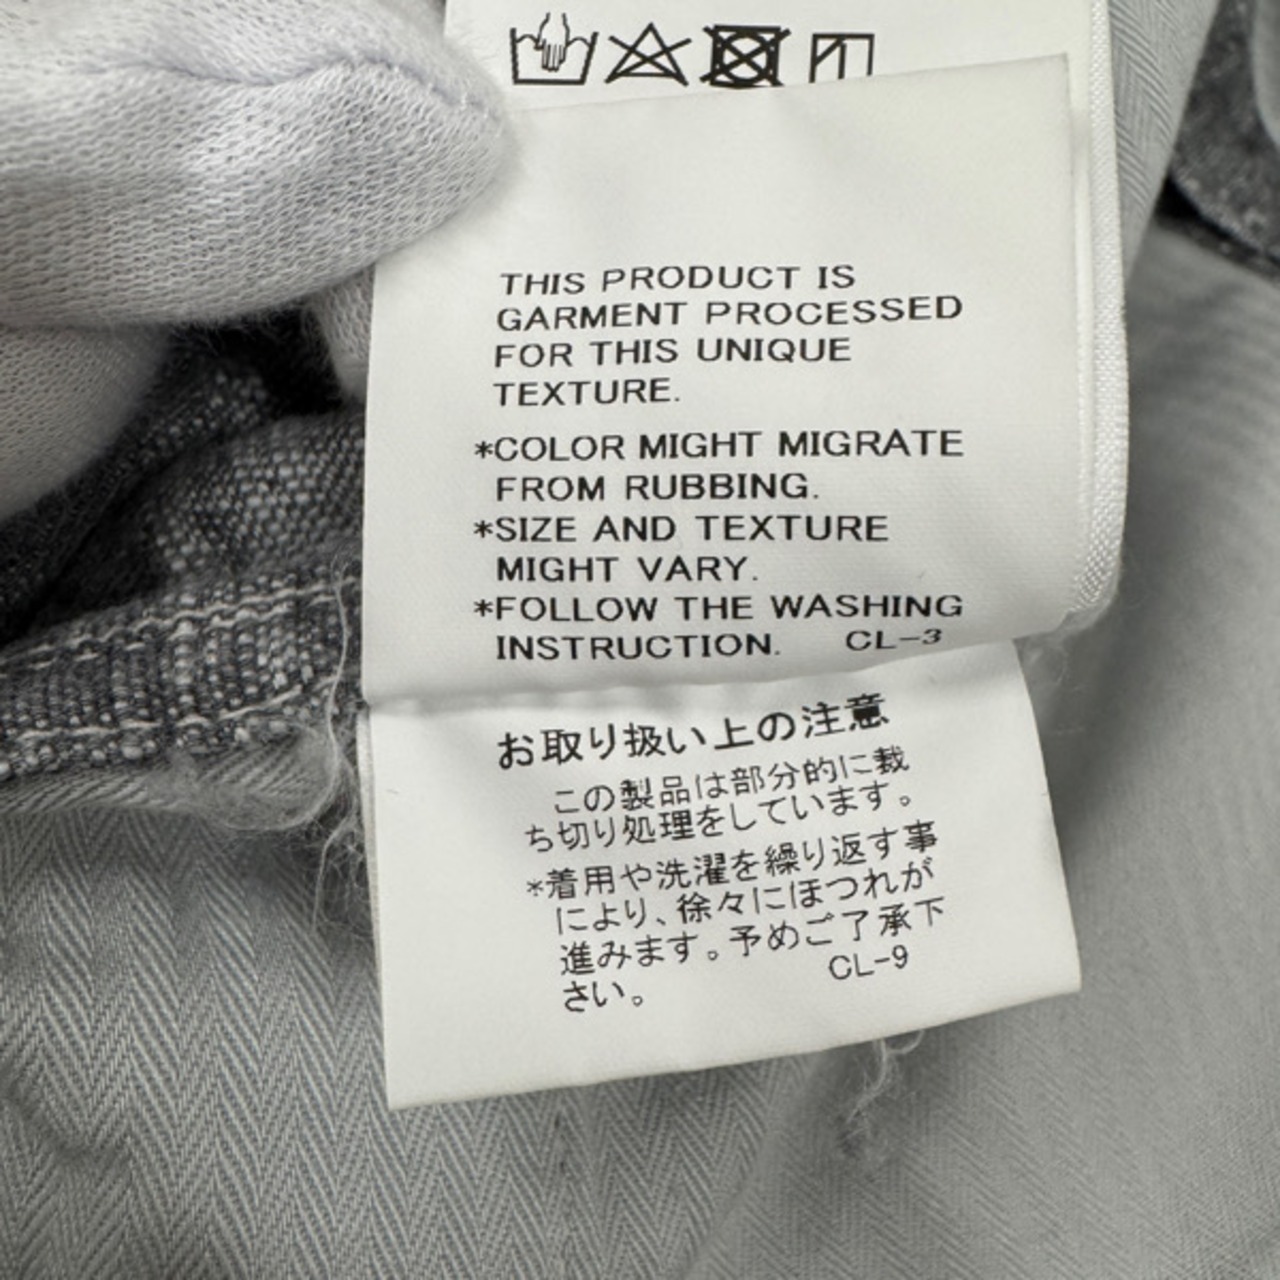 THIS PRODUCT IS
GARMENT PROCESSED
FOR THIS UNIQUE
TEXTURE.
*COLOR MIGHT MIGRATE
FROM RUBBING.
*SIZE AND TEXTURE
MIGHT VARY.
*FOLLOW THE WASHING
INSTRUCTION. CL-3
お取り扱い上の注意
この製品は部分的に裁
ち切り処理をしています。
*着用や洗濯を繰り返す事
により、徐々にほつれが
進みます。予めご了承下
さい。 CL-9